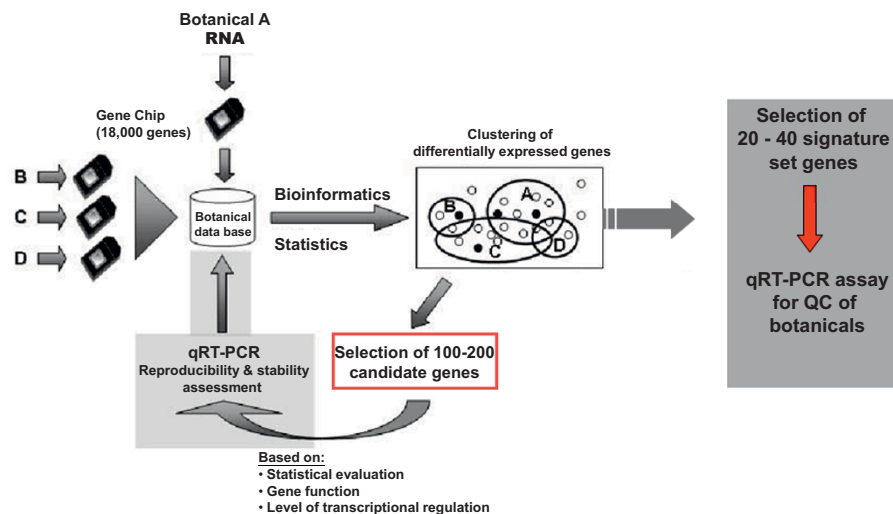 Botanical A
RNA
Gene Chip
(18,000 genes)
B
C
D
Botanical
data base
Bioinformatics
Statistics
Clustering of
differentially expressed genes
A
B
C
D
Selection of
20 - 40 signature
set genes
qRT-PCR assay
for QC of
botanicals
qRT-PCR
Reproducibility & stability
assessment
Selection of 100-200
candidate genes
Based on:
• Statistical evaluation
• Gene function
• Level of transcriptional regulation